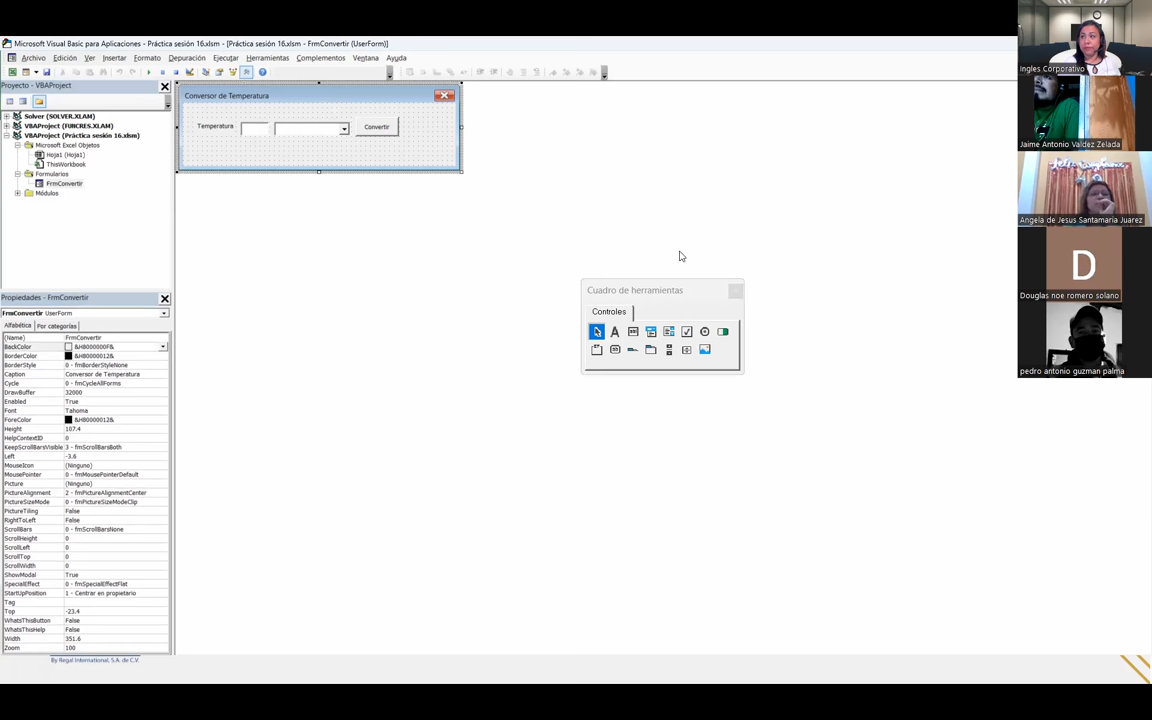 Microsoft Visual Basic para Aplicaciones - Práctica sesión 16.xlsm - [Práctica sesión 16.xlsm - FrmConvertir (UserForm)]
Archivo Edición Ver Insertar Formato Depuración Ejecutar Herramientas Complementos Ventana Ayuda
Proyecto - VBAProject
Solver (SOLVER.XLAM)
VBAProject (FUNCRES.XLAM)
VBAProject (Práctica sesión 16.xlsm)
Microsoft Excel Objetos
Hoja1 (Hoja1)
ThisWorkbook
Formularios
FrmConvertir
Módulos
Conversor de Temperatura
Temperatura
Convertir
Cuadro de herramientas
Controles
Propiedades - FrmConvertir
FrmConvertir UserForm
Alfabética Por categorías
(Name) FrmConvertir
BackColor &H8000000F&
BorderColor &H80000012&
BorderStyle 0 - fmBorderStyleNone
Caption Conversor de Temperatura
Cycle 0 - fmCycleAllForms
DrawBuffer 32000
Enabled True
Font Tahoma
ForeColor &H80000012&
Height 107.4
HelpContextID 0
KeepScrollBarsVisible 3 - fmScrollBarsBoth
Left -3.6
MouseIcon (Ninguno)
MousePointer 0 - fmMousePointerDefault
Picture (Ninguno)
PictureAlignment 2 - fmPictureAlignmentCenter
PictureSizeMode 0 - fmPictureSizeModeClip
PictureTiling False
RightToLeft False
ScrollBars 0 - fmScrollBarsNone
ScrollHeight 0
ScrollLeft 0
ScrollTop 0
ScrollWidth 0
ShowModal True
SpecialEffect 0 - fmSpecialEffectFlat
StartUpPosition 1 - Centrar en propietario
Tag
Top -23.4
WhatsThisButton False
WhatsThisHelp False
Width 351.6
Zoom 100
By Regal International, S.A. de C.V.
Ingles Corporativo
Jaime Antonio Valdez Zelada
Angela de Jesus Santamaría Juarez
D
Douglas noe romero solano
pedro antonio guzman palma